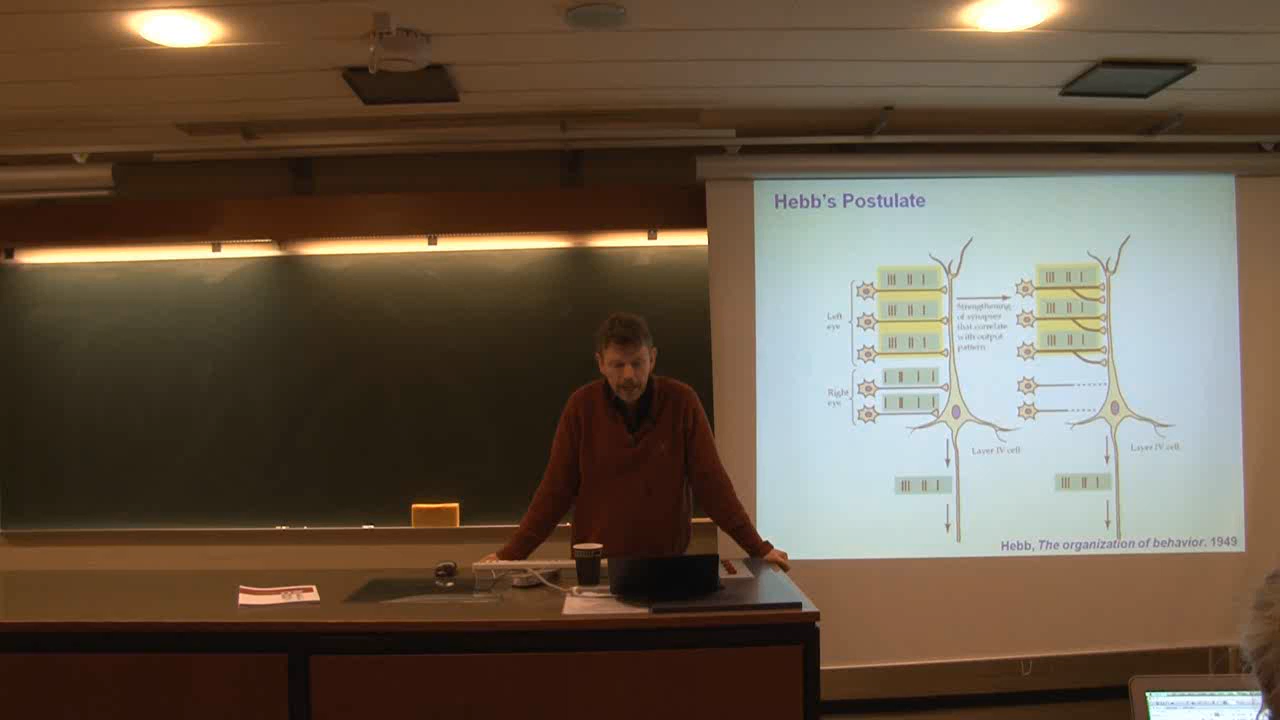 Hebb's Postulate
Left
eye
Right
eye
Strengthening
of synapses
that correlate
with output
pattern
Layer IV cell
Layer IV cell
Hebb, The organization of behavior. 1949